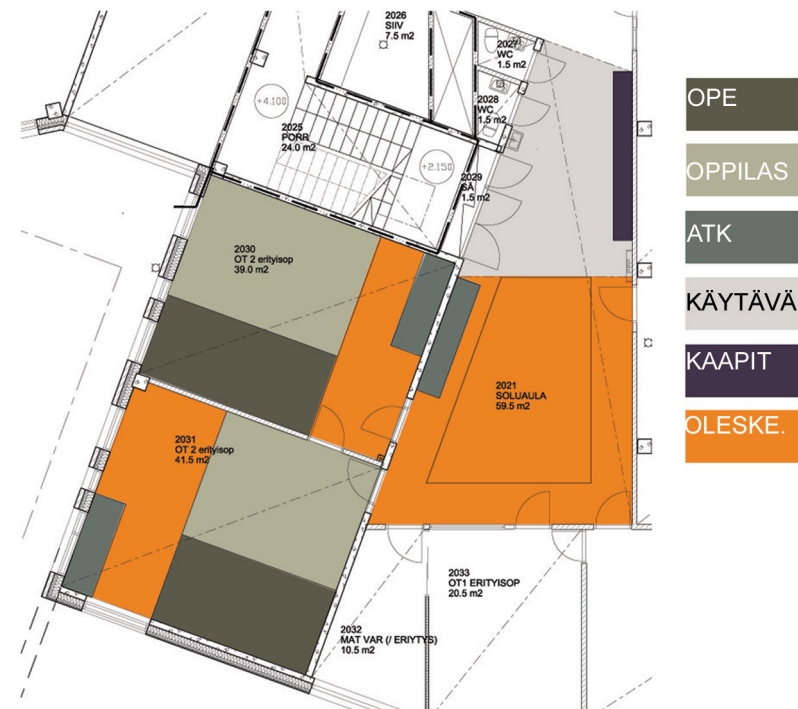 2026
SIIV
7.5 m2
2027
WC
1.5 m2
2028
WC
1.5 m2
+4.100
2025
PORR
24.0 m2
+2.150
2029
SÄ
1.5 m2
2030
OT 2 erityisop
39.0 m2
2021
SOLUAULA
59.5 m2
2031
OT 2 erityisop
41.5 m2
2033
OT1 ERITYISOP
20.5 m2
2032
MAT VAR (/ ERIYTYS)
10.5 m2
OPE
OPPILAS
ATK
KÄYTÄVÄ
KAAPIT
OLESKE.